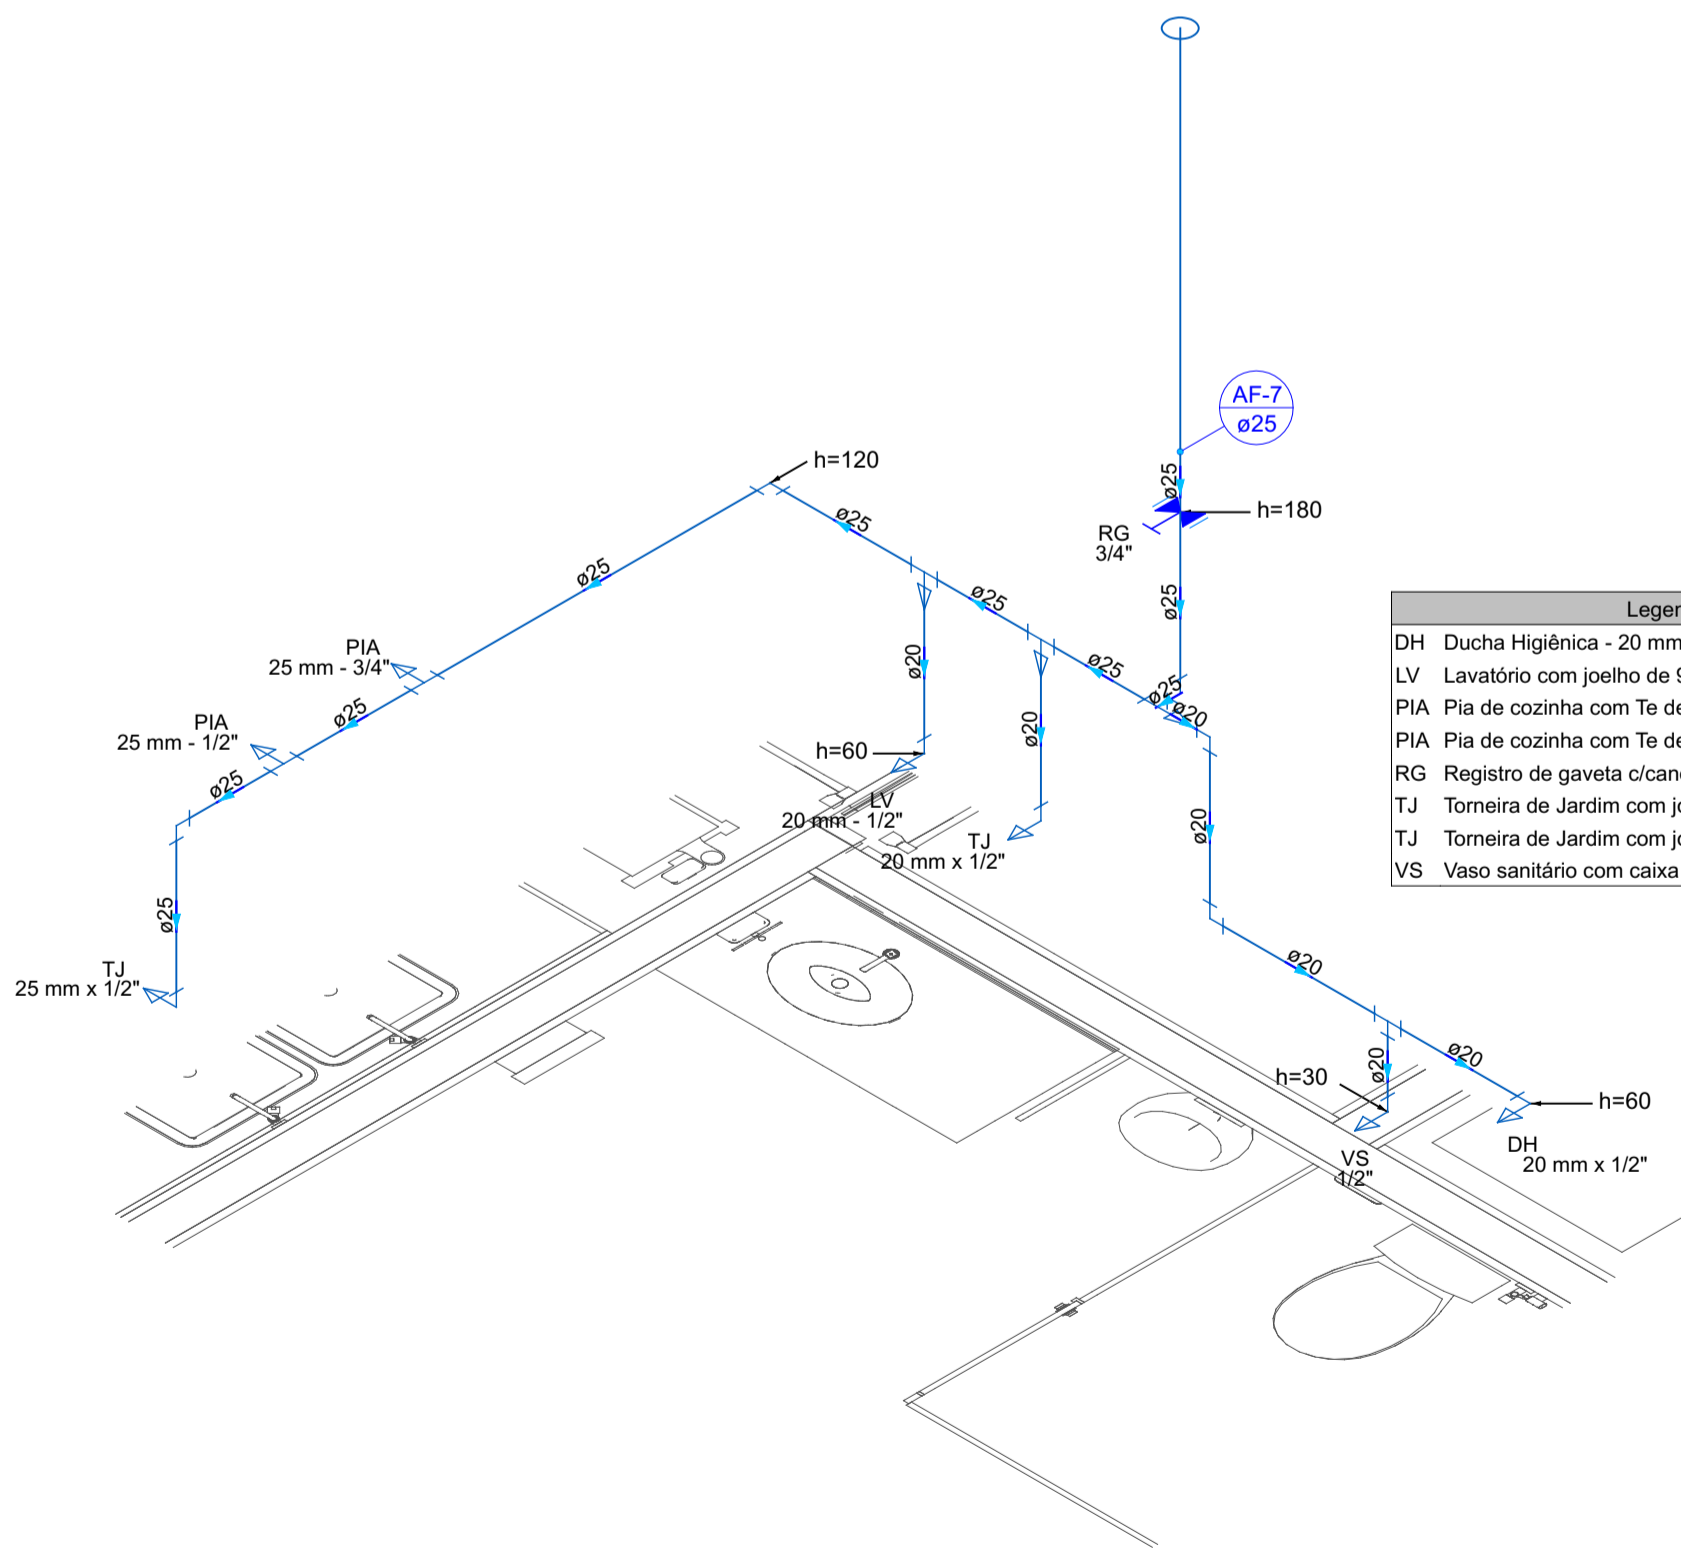 AF-7
ø25
h=120
ø25
h=180
ø25
RG
3/4"
ø25
ø25
ø25
ø25
Legen
DH Ducha Higiênica - 20 mm
LV Lavatório com joelho de 9
PIA Pia de cozinha com Te de
PIA Pia de cozinha com Te de
RG Registro de gaveta c/can
TJ Torneira de Jardim com jo
TJ Torneira de Jardim com jo
VS Vaso sanitário com caixa
PIA
25 mm - 3/4"
ø20
ø25
ø25
ø20
PIA
25 mm - 1/2"
ø25
ø20
h=60
ø25
LV
20 mm - 1/2"
TJ
20 mm x 1/2"
ø20
ø25
TJ
25 mm x 1/2"
ø20
ø20
ø20
h=30
h=60
DH
20 mm x 1/2"
VS
1/2"